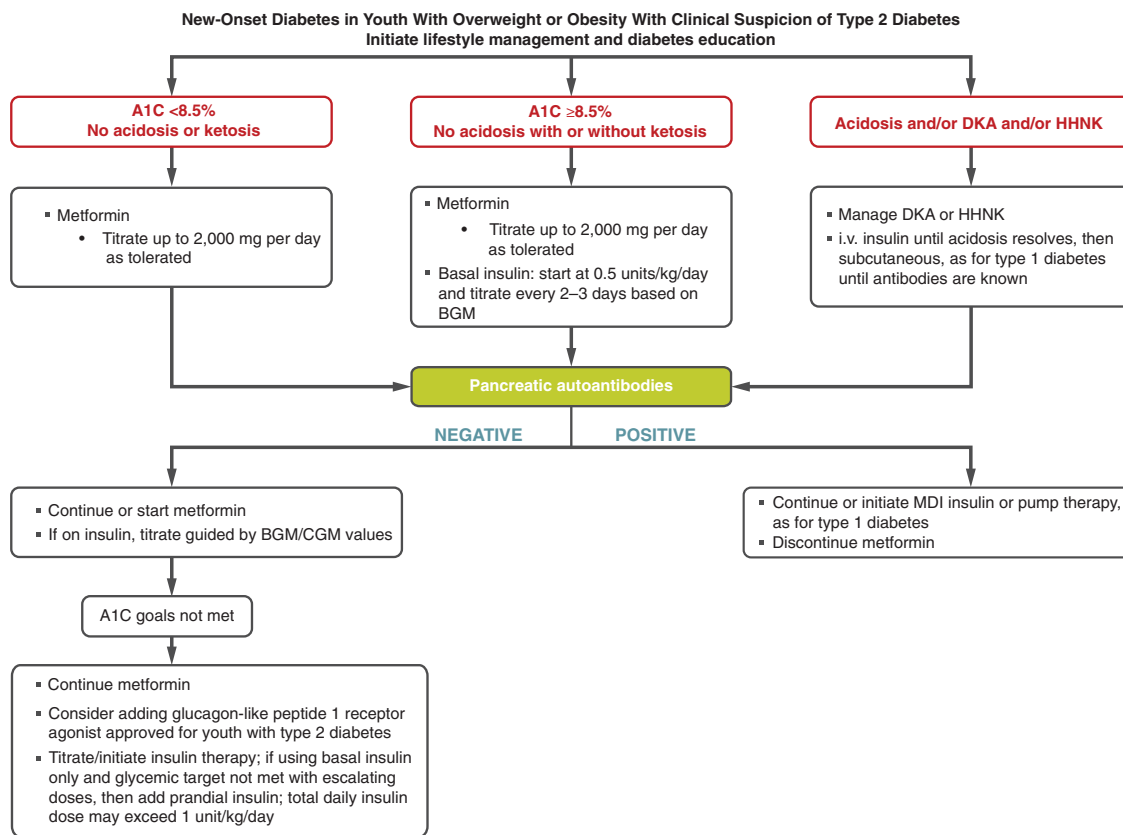 New-Onset Diabetes in Youth With Overweight or Obesity With Clinical Suspicion of Type 2 Diabetes
Initiate lifestyle management and diabetes education
A1C <8.5%
No acidosis or ketosis
A1C ≥8.5%
No acidosis with or without ketosis
Acidosis and/or DKA and/or HHNK
▪ Metformin
• Titrate up to 2,000 mg per day
as tolerated
▪ Metformin
• Titrate up to 2,000 mg per day
as tolerated
▪ Basal insulin: start at 0.5 units/kg/day
and titrate every 2–3 days based on
BGM
▪ Manage DKA or HHNK
▪ i.v. insulin until acidosis resolves, then
subcutaneous, as for type 1 diabetes
until antibodies are known
Pancreatic autoantibodies
NEGATIVE
POSITIVE
▪ Continue or start metformin
▪ If on insulin, titrate guided by BGM/CGM values
▪ Continue or initiate MDI insulin or pump therapy,
as for type 1 diabetes
▪ Discontinue metformin
A1C goals not met
▪ Continue metformin
▪ Consider adding glucagon-like peptide 1 receptor
agonist approved for youth with type 2 diabetes
▪ Titrate/initiate insulin therapy; if using basal insulin
only and glycemic target not met with escalating
doses, then add prandial insulin; total daily insulin
dose may exceed 1 unit/kg/day